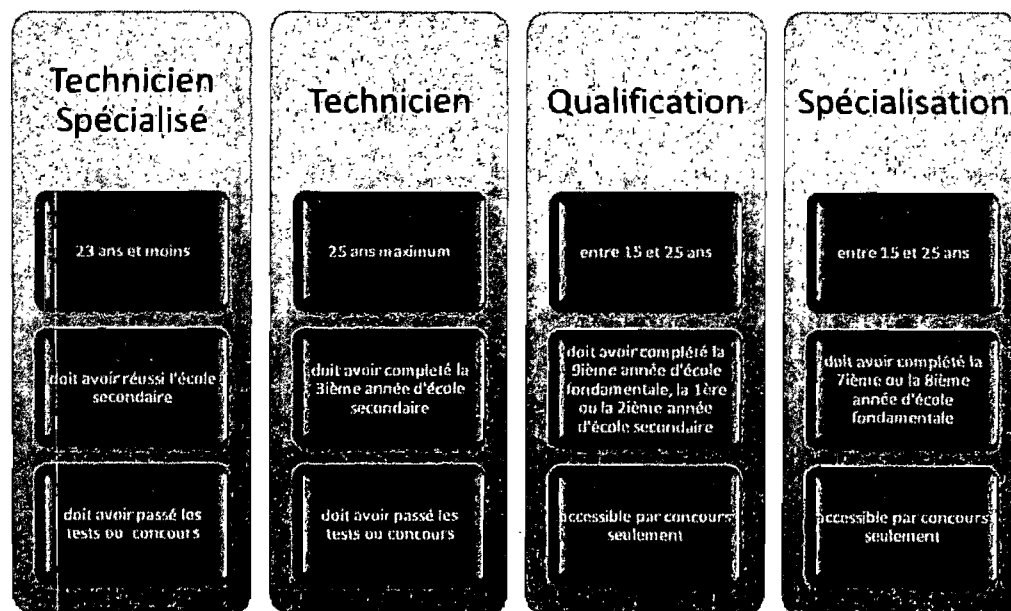 Technicien
Spécialisé
23 ans et moins
doit avoir réussi l'école
secondaire
doit avoir passé les
tests ou concours
Technicien
25 ans maximum
doit avoir complété la
3ième année d'école
secondaire
doit avoir passé les
tests ou concours
Qualification
entre 15 et 25 ans
doit avoir complété la
9ième année d'école
fondamentale, la 1ère
ou la 2ième année
d'école secondaire
accessible par concours
seulement
Spécialisation
entre 15 et 25 ans
doit avoir complété la
7ième ou la 8ième
année d'école
fondamentale
accessible par concours
seulement